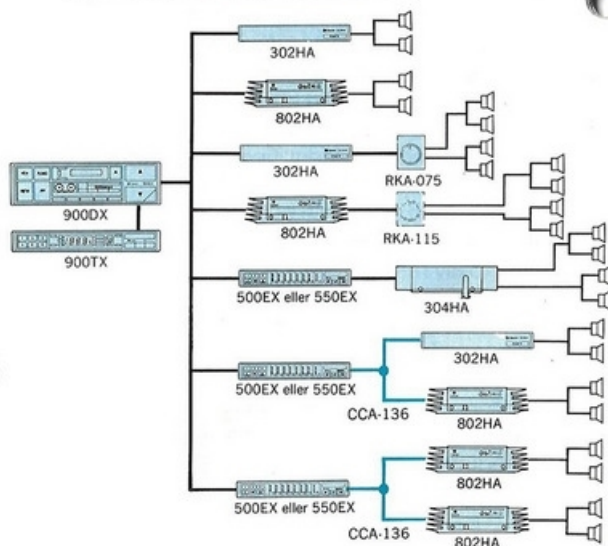 302HA
802HA
302HA
RKA-075
900DX
802HA
RKA-115
900TX
500EX eller 550EX
304HA
302HA
500EX eller 550EX
CCA-136
802HA
802HA
500EX eller 550EX
CCA-136
802HA